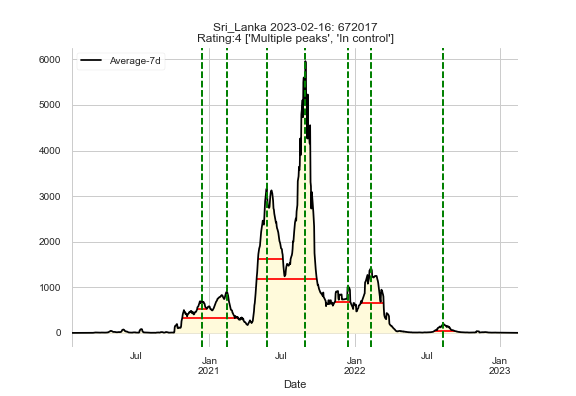 Sri_Lanka 2023-02-16: 672017
Rating:4 ['Multiple peaks', 'In control']
Average-7d
6000
5000
4000
3000
2000
1000
0
Jul
Jan
2021
Jul
Jan
2022
Jul
Jan
2023
Date